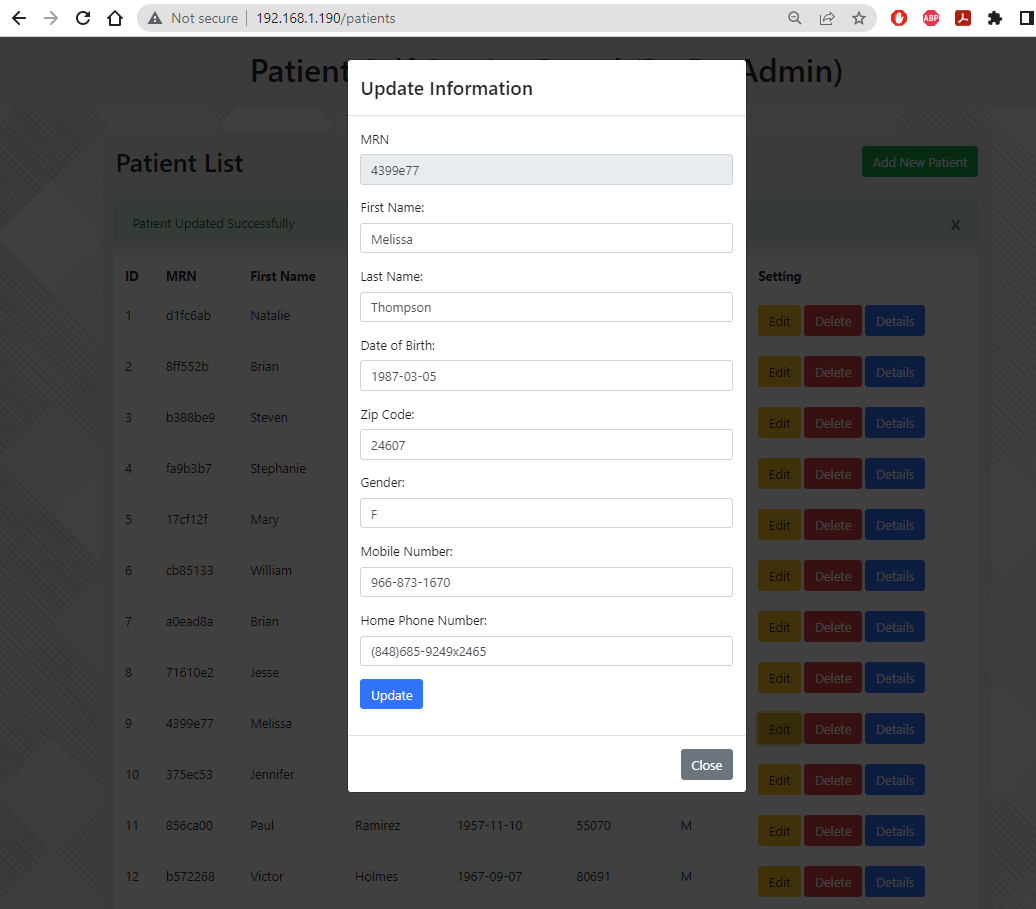 Not secure | 192.168.1.190/patients
ABP
Patient Admin)
Update Information
Patient List
Add New Patient
Patient Updated Successfully
X
MRN
4399e77
First Name:
Melissa
Last Name:
Thompson
Date of Birth:
1987-03-05
Zip Code:
24607
Gender:
F
Mobile Number:
966-873-1670
Home Phone Number:
(848)685-9249x2465
Update
Close
ID MRN First Name Setting
1 d1fc6ab Natalie Edit Delete Details
2 8ff552b Brian Edit Delete Details
3 b388be9 Steven Edit Delete Details
4 fa9b3b7 Stephanie Edit Delete Details
5 17cf12f Mary Edit Delete Details
6 cb85133 William Edit Delete Details
7 a0ead8a Brian Edit Delete Details
8 71610e2 Jesse Edit Delete Details
9 4399e77 Melissa Edit Delete Details
10 375ec53 Jennifer Edit Delete Details
11 856ca00 Paul Ramirez 1957-11-10 55070 M Edit Delete Details
12 b572268 Victor Holmes 1967-09-07 80691 M Edit Delete Details